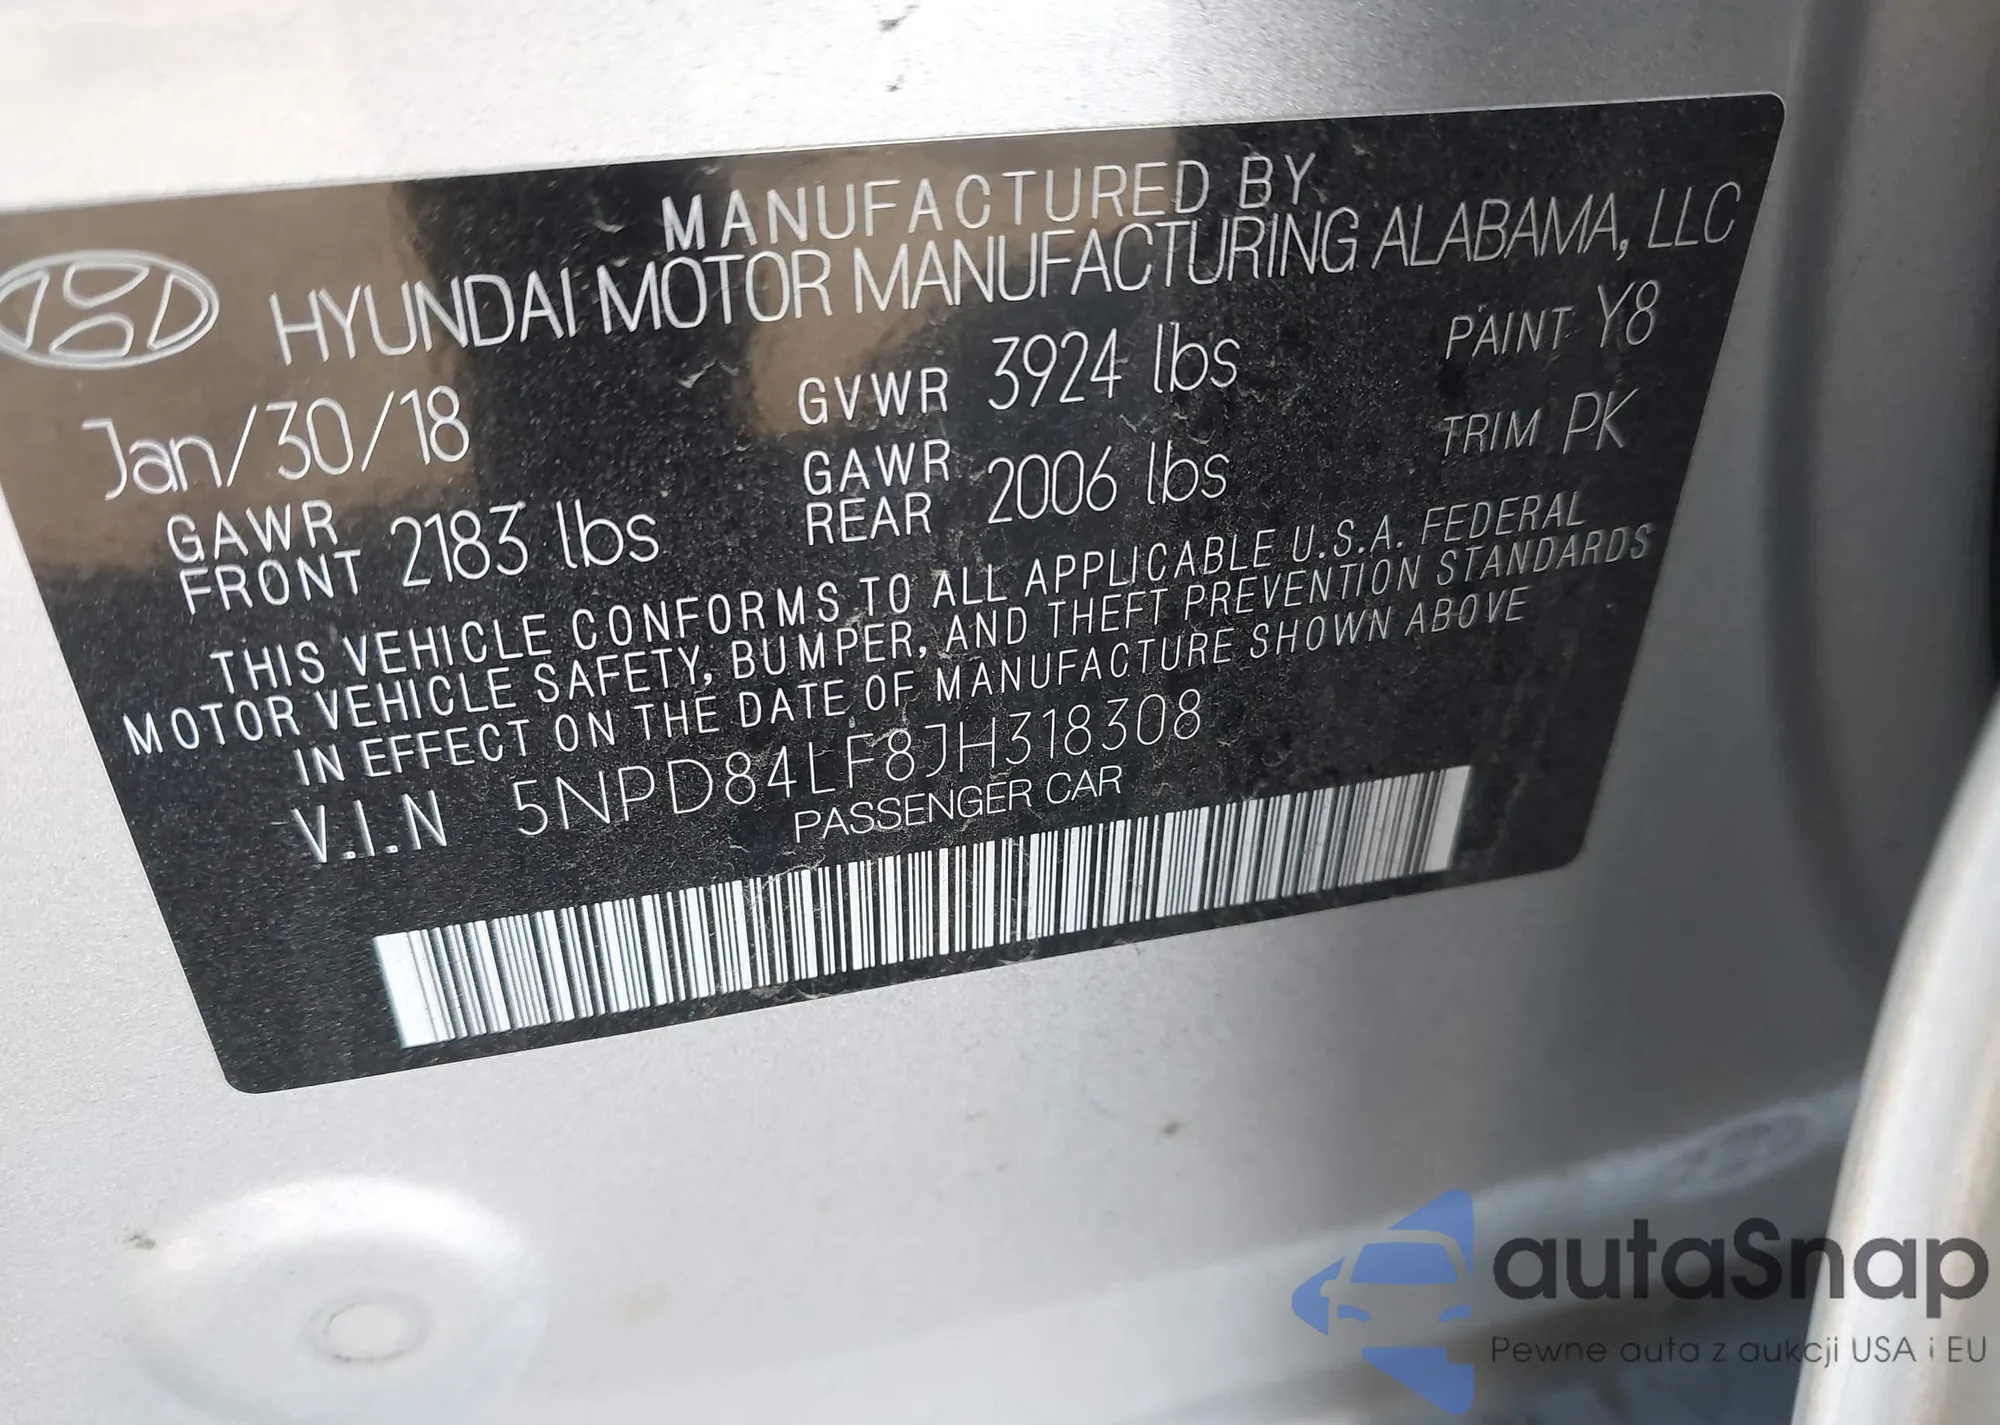 MANUFACTURED BY
HYUNDAI MOTOR MANUFACTURING ALABAMA, LLC
Jan/30/18 GVWR 3924 lbs PAINT Y8
GAWR FRONT 2183 lbs GAWR REAR 2006 lbs TRIM PK
THIS VEHICLE CONFORMS TO ALL APPLICABLE U.S.A. FEDERAL
MOTOR VEHICLE SAFETY, BUMPER, AND THEFT PREVENTION STANDARDS
IN EFFECT ON THE DATE OF MANUFACTURE SHOWN ABOVE
V.I.N 5NPD84LF8JH318308
PASSENGER CAR
autaSnap
Pewne auta z aukcji USA i EU